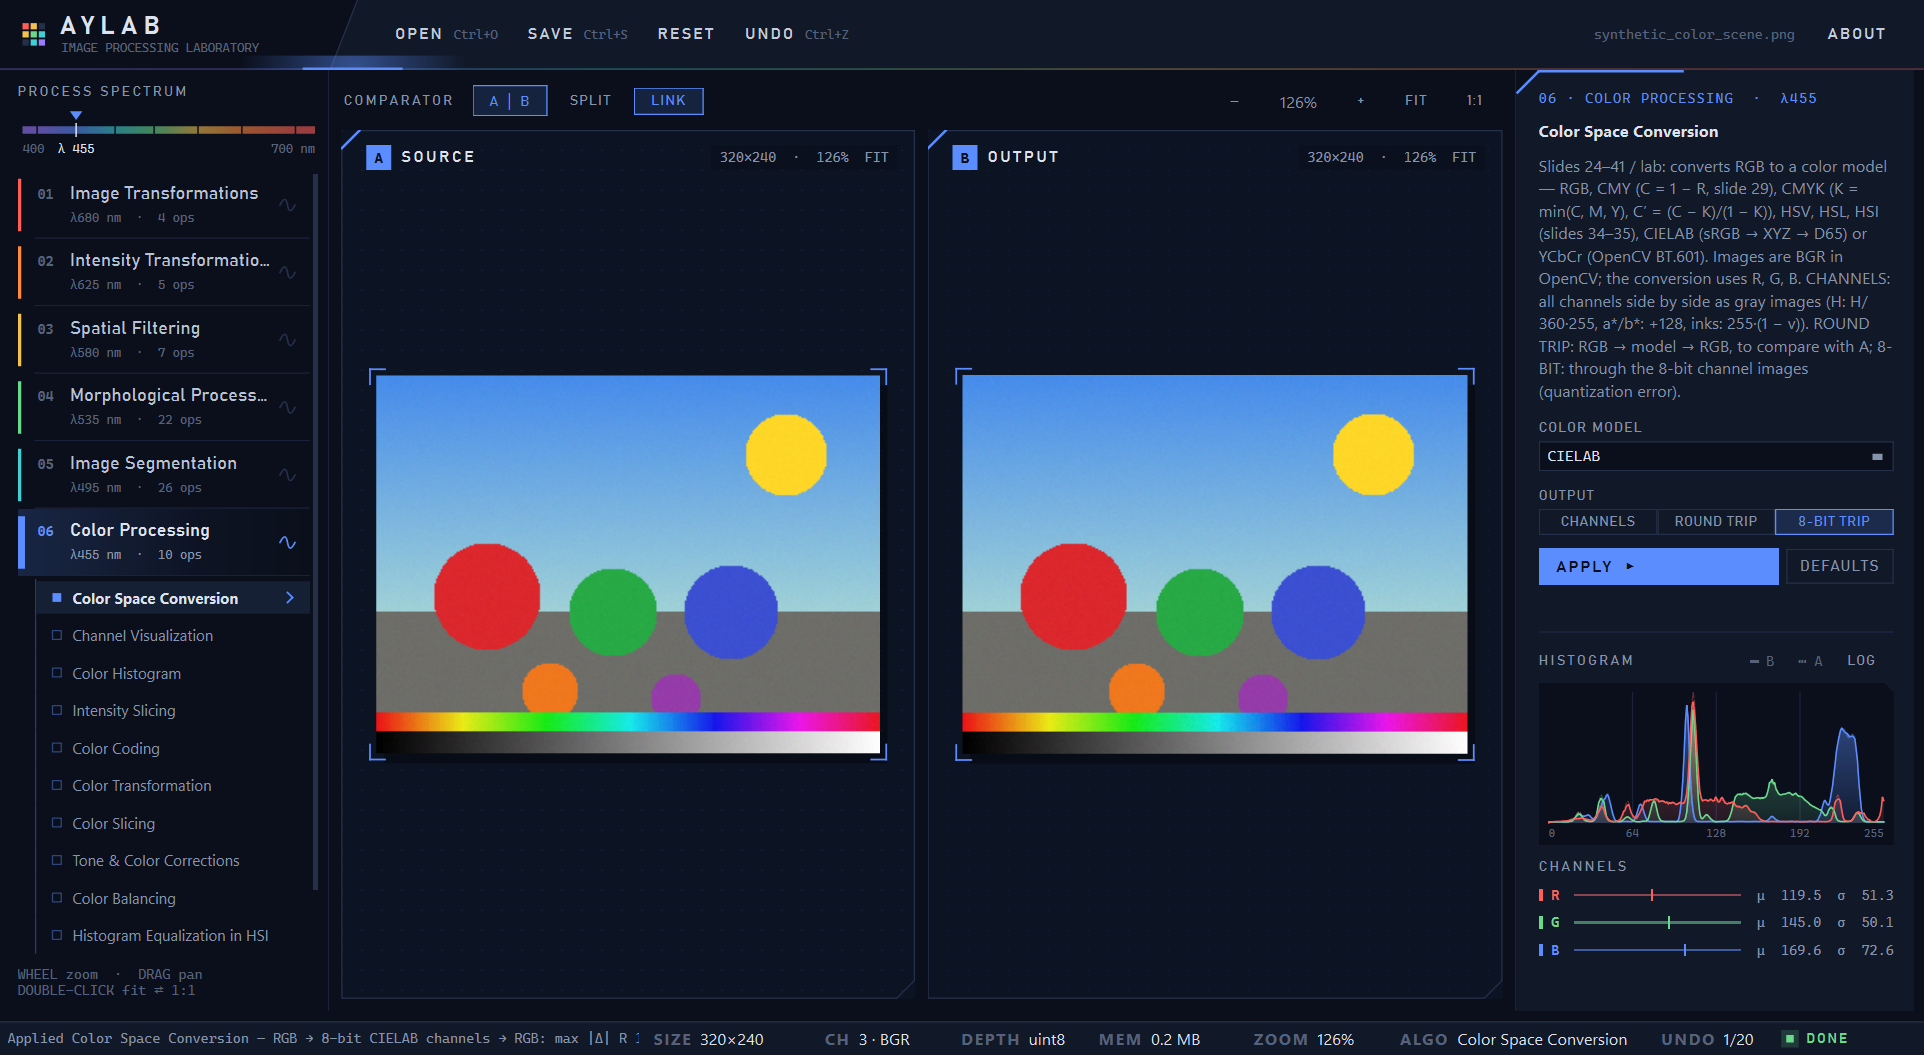 AYLAB
IMAGE PROCESSING LABORATORY
OPEN Ctrl+O SAVE Ctrl+S RESET UNDO Ctrl+Z
synthetic_color_scene.png ABOUT
PROCESS SPECTRUM
400 λ 455 700 nm
01 Image Transformations
λ680 nm · 4 ops
02 Intensity Transformatio…
λ625 nm · 5 ops
03 Spatial Filtering
λ580 nm · 7 ops
04 Morphological Process…
λ535 nm · 22 ops
05 Image Segmentation
λ495 nm · 26 ops
06 Color Processing
λ455 nm · 10 ops
Color Space Conversion
Channel Visualization
Color Histogram
Intensity Slicing
Color Coding
Color Transformation
Color Slicing
Tone & Color Corrections
Color Balancing
Histogram Equalization in HSI
WHEEL zoom · DRAG pan
DOUBLE-CLICK fit ⇄ 1:1
COMPARATOR A | B SPLIT LINK
− 126% + FIT 1:1
A SOURCE 320×240 · 126% FIT
B OUTPUT 320×240 · 126% FIT
06 · COLOR PROCESSING · λ455
Color Space Conversion
Slides 24–41 / lab: converts RGB to a color model
— RGB, CMY (C = 1 − R, slide 29), CMYK (K =
min(C, M, Y), C′ = (C − K)/(1 − K)), HSV, HSL, HSI
(slides 34–35), CIELAB (sRGB → XYZ → D65) or
YCbCr (OpenCV BT.601). Images are BGR in
OpenCV; the conversion uses R, G, B. CHANNELS:
all channels side by side as gray images (H: H/
360·255, a*/b*: +128, inks: 255·(1 − v)). ROUND
TRIP: RGB → model → RGB, to compare with A; 8-
BIT: through the 8-bit channel images
(quantization error).
COLOR MODEL
CIELAB
OUTPUT
CHANNELS ROUND TRIP 8-BIT TRIP
APPLY ▸ DEFAULTS
HISTOGRAM B A LOG
0 64 128 192 255
CHANNELS
R μ 119.5 σ 51.3
G μ 145.0 σ 50.1
B μ 169.6 σ 72.6
Applied Color Space Conversion — RGB → 8-bit CIELAB channels → RGB: max |Δ| R SIZE 320×240 CH 3 · BGR DEPTH uint8 MEM 0.2 MB ZOOM 126% ALGO Color Space Conversion UNDO 1/20 DONE